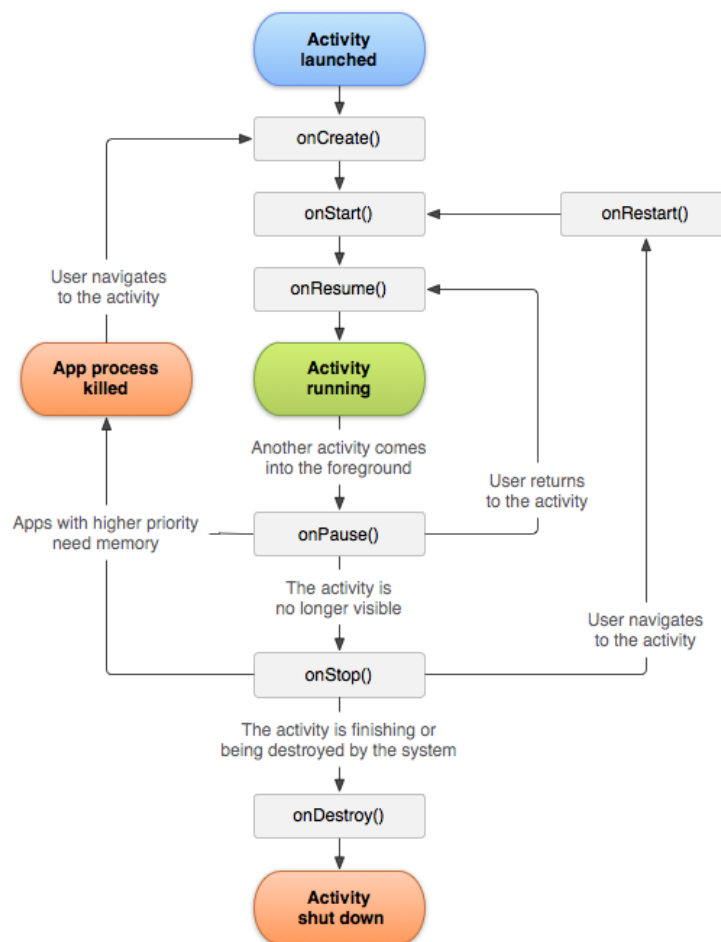 Activity
launched
onCreate()
onStart()
onRestart()
User navigates
to the activity
onResume()
App process
killed
Activity
running
Another activity comes
into the foreground
User returns
to the activity
Apps with higher priority
need memory
onPause()
The activity is
no longer visible
User navigates
to the activity
onStop()
The activity is finishing or
being destroyed by the system
onDestroy()
Activity
shut down